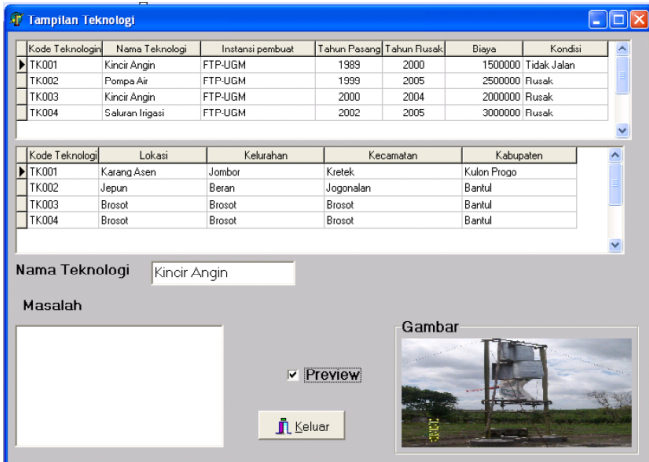 Tampilan Teknologi
Kode Teknologin Nama Teknologi Instansi pembuat Tahun Pasang Tahun Rusak Biaya Kondisi
TK001 Kincir Angin FTP-UGM 1989 2000 1500000 Tidak Jalan
TK002 Pompa Air FTP-UGM 1999 2005 2500000 Rusak
TK003 Kincir Angin FTP-UGM 2000 2004 2000000 Rusak
TK004 Saluran Irigasi FTP-UGM 2002 2005 3000000 Rusak
Kode Teknologi Lokasi Kelurahan Kecamatan Kabupaten
TK001 Karang Asen Jombor Kretek Kulon Progo
TK002 Jepun Beran Jogonalan Bantul
TK003 Brosot Brosot Brosot Bantul
TK004 Brosot Brosot Brosot Bantul
Nama Teknologi Kincir Angin
Masalah
Gambar
Preview
Keluar